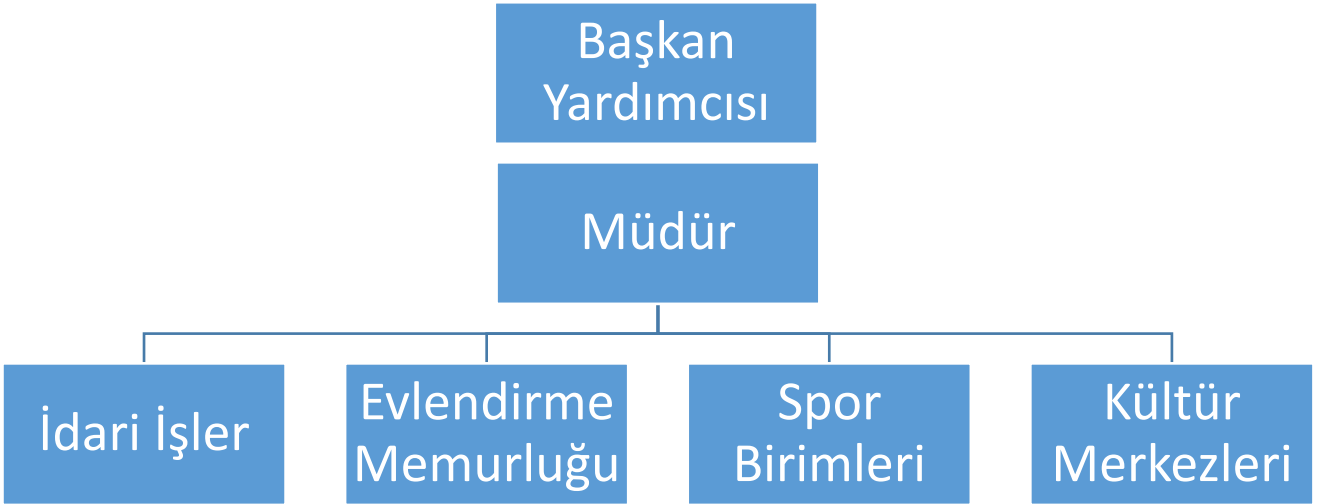 Başkan
Yardımcısı
Müdür
İdari İşler
Evlendirme
Memurluğu
Spor
Birimleri
Kültür
Merkezleri